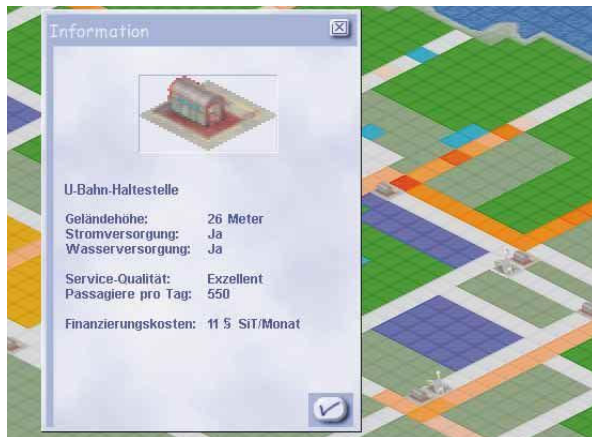 Information
U-Bahn-Haltestelle
Geländehöhe: 26 Meter
Stromversorgung: Ja
Wasserversorgung: Ja
Service-Qualität: Exzellent
Passagiere pro Tag: 550
Finanzierungskosten: 11 § SiT/Monat